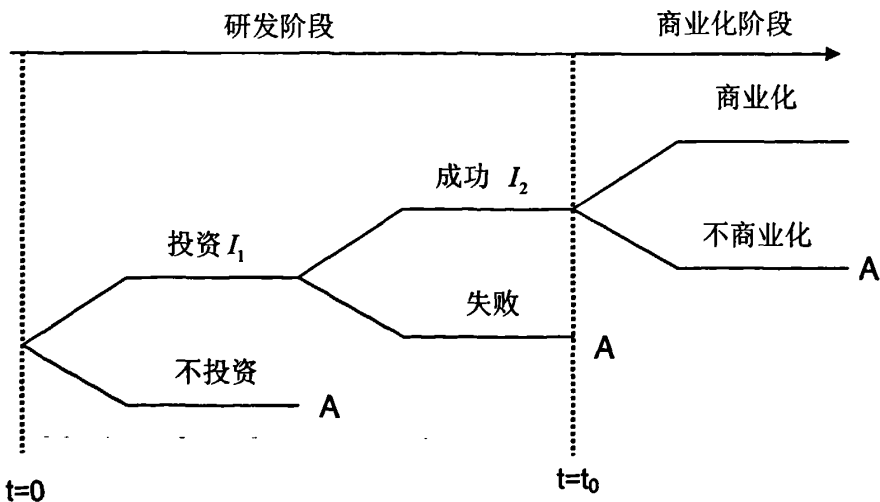 研发阶段
商业化阶段
商业化
成功 I₂
投资 I₁
不商业化
A
失败
A
不投资
A
t=0
t=t₀